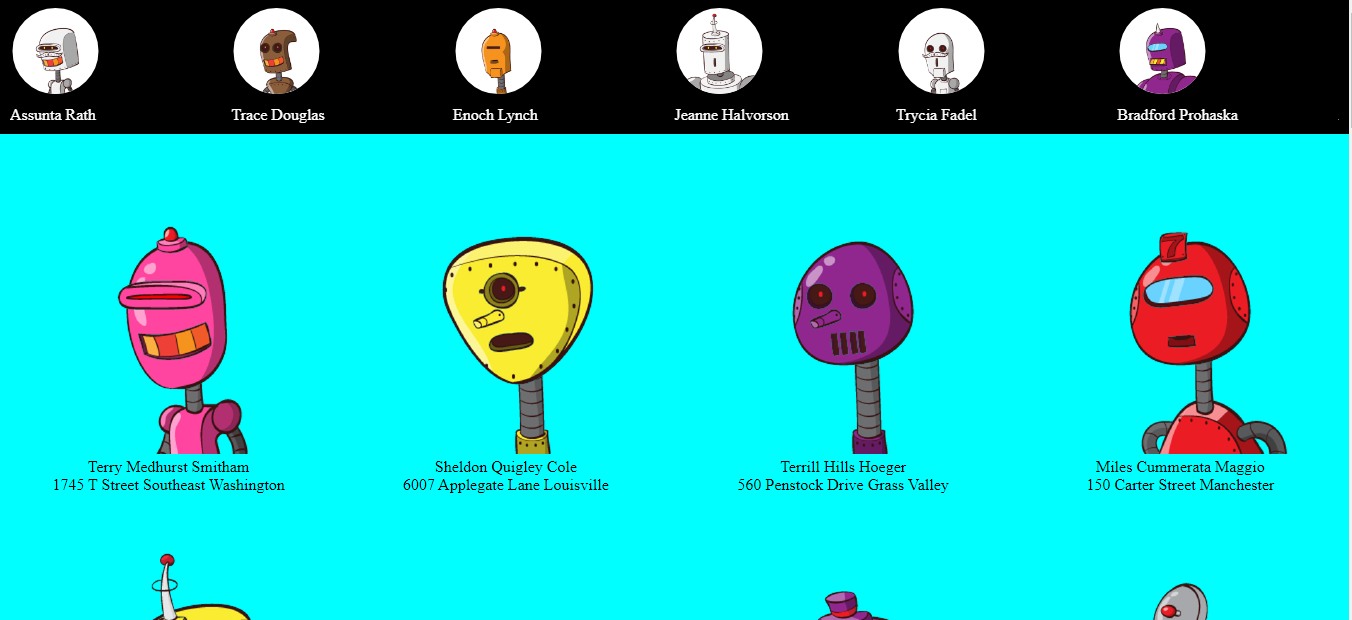 Assunta Rath
Trace Douglas
Enoch Lynch
Jeanne Halvorson
Trycia Fadel
Bradford Prohaska
7
Terry Medhurst Smitham
1745 T Street Southeast Washington
Sheldon Quigley Cole
6007 Applegate Lane Louisville
Terrill Hills Hoeger
560 Penstock Drive Grass Valley
Miles Cummerata Maggio
150 Carter Street Manchester